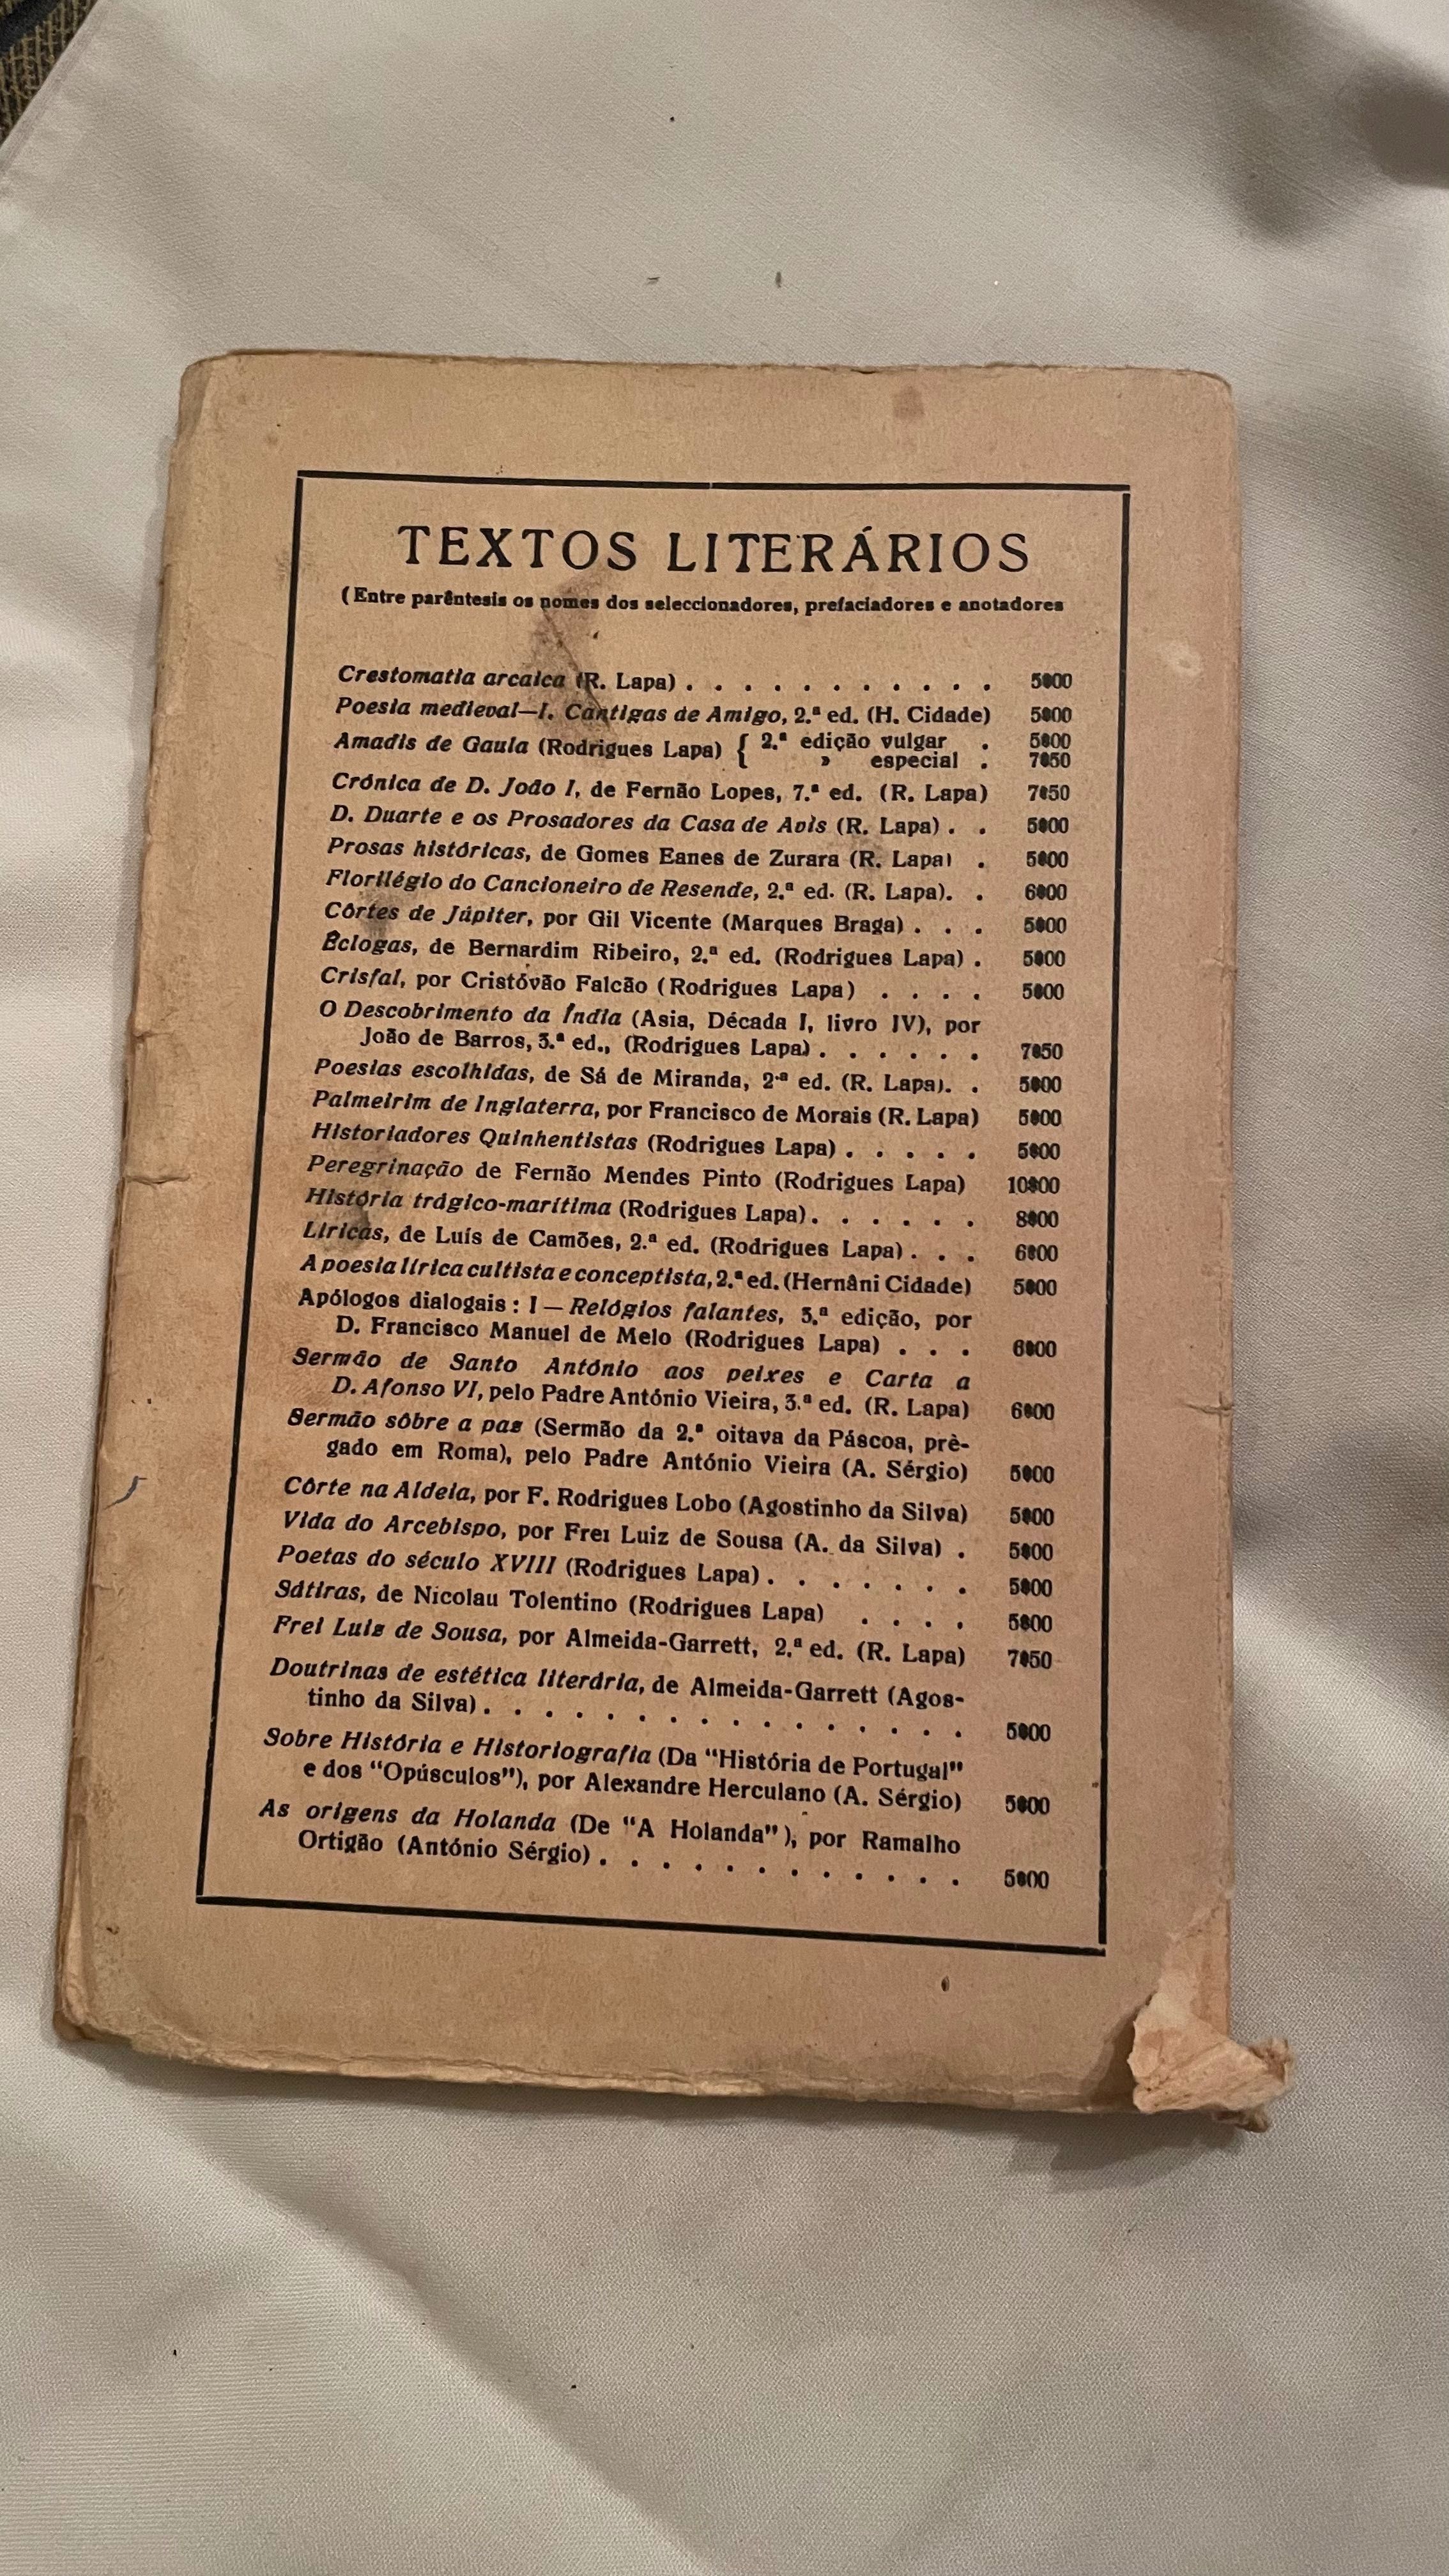 TEXTOS LITERÁRIOS
(Entre parêntesis os nomes dos seleccionadores, prefaciadores e anotadores
Crestomatia arcaica (R. Lapa) . . . . . . . . . . . 5$00
Poesia medieval—I. Cantigas de Amigo, 2.ª ed. (H. Cidade) 5$00
Amadis de Gaula (Rodrigues Lapa) { 2.ª edição vulgar . 5$00
» especial . 7$50
Crónica de D. João I, de Fernão Lopes, 7.ª ed. (R. Lapa) 7$50
D. Duarte e os Prosadores da Casa de Avis (R. Lapa) . . 5$00
Prosas históricas, de Gomes Eanes de Zurara (R. Lapa) . 5$00
Florilégio do Cancioneiro de Resende, 2.ª ed. (R. Lapa). . 6$00
Côrtes de Júpiter, por Gil Vicente (Marques Braga) . . . 5$00
Éclogas, de Bernardim Ribeiro, 2.ª ed. (Rodrigues Lapa) . 5$00
Crisfal, por Cristóvão Falcão (Rodrigues Lapa) . . . . 5$00
O Descobrimento da Índia (Asia, Década I, livro IV), por
João de Barros, 3.ª ed., (Rodrigues Lapa) . . . . . . 7$50
Poesias escolhidas, de Sá de Miranda, 2.ª ed. (R. Lapa). . 5$00
Palmeirim de Inglaterra, por Francisco de Morais (R. Lapa) 5$00
Historiadores Quinhentistas (Rodrigues Lapa) . . . . . 5$00
Peregrinação de Fernão Mendes Pinto (Rodrigues Lapa) 10$00
História trágico-marítima (Rodrigues Lapa) . . . . . . 8$00
Líricas, de Luís de Camões, 2.ª ed. (Rodrigues Lapa) . . . 6$00
A poesia lírica cultista e conceptista, 2.ª ed. (Hernâni Cidade) 5$00
Apólogos dialogais : I — Relógios falantes, 3.ª edição, por
D. Francisco Manuel de Melo (Rodrigues Lapa) . . . 6$00
Sermão de Santo António aos peixes e Carta a
D. Afonso VI, pelo Padre António Vieira, 3.ª ed. (R. Lapa) 6$00
Sermão sôbre a paz (Sermão da 2.ª oitava da Páscoa, prè-
gado em Roma), pelo Padre António Vieira (A. Sérgio) 5$00
Côrte na Aldeia, por F. Rodrigues Lobo (Agostinho da Silva) 5$00
Vida do Arcebispo, por Frei Luiz de Sousa (A. da Silva) . 5$00
Poetas do século XVIII (Rodrigues Lapa) . . . . . . . 5$00
Sátiras, de Nicolau Tolentino (Rodrigues Lapa) . . . . 5$00
Frei Luiz de Sousa, por Almeida-Garrett, 2.ª ed. (R. Lapa) 7$50
Doutrinas de estética literária, de Almeida-Garrett (Agos-
tinho da Silva) . . . . . . . . . . . . . . . . 5$00
Sobre História e Historiografia (Da "História de Portugal"
e dos "Opúsculos"), por Alexandre Herculano (A. Sérgio) 5$00
As origens da Holanda (De "A Holanda"), por Ramalho
Ortigão (António Sérgio) . . . . . . . . . . . . 5$00